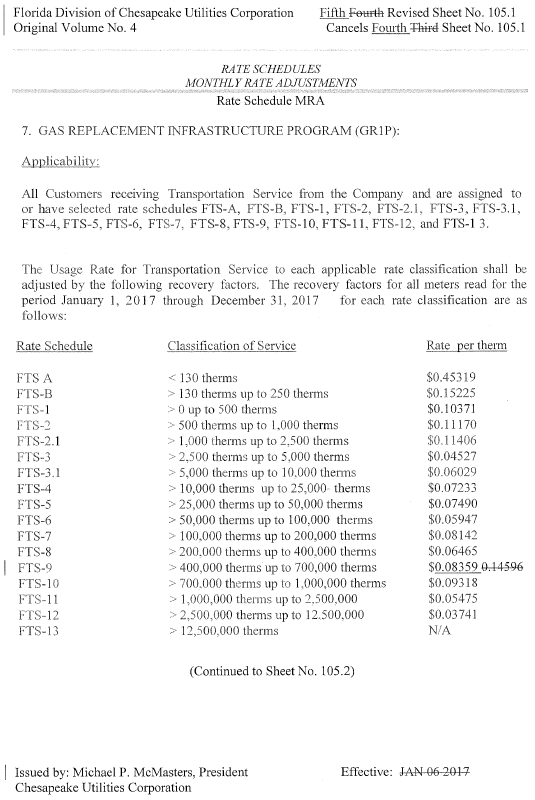 Florida Division of Chesapeake Utilities Corporation Fifth Fourth Revised Sheet No. 105.1
Original Volume No. 4 Cancels Fourth Third Sheet No. 105.1
RATE SCHEDULES
MONTHLY RATE ADJUSTMENTS
Rate Schedule MRA
7. GAS REPLACEMENT INFRASTRUCTURE PROGRAM (GR1P):
Applicability:
All Customers receiving Transportation Service from the Company and are assigned to
or have selected rate schedules FTS-A, FTS-B, FTS-1, FTS-2, FTS-2.1, FTS-3, FTS-3.1,
FTS-4, FTS-5, FTS-6, FTS-7, FTS-8, FTS-9, FTS-10, FTS-11, FTS-12, and FTS-1 3.
The Usage Rate for Transportation Service to each applicable rate classification shall be
adjusted by the following recovery factors. The recovery factors for all meters read for the
period January 1, 2017 through December 31, 2017 for each rate classification are as
follows:
Rate Schedule Classification of Service Rate per therm
FTS A < 130 therms $0.45319
FTS-B > 130 therms up to 250 therms $0.15225
FTS-1 > 0 up to 500 therms $0.10371
FTS-2 > 500 therms up to 1,000 therms $0.11170
FTS-2.1 > 1,000 therms up to 2,500 therms $0.11406
FTS-3 > 2,500 therms up to 5,000 therms $0.04527
FTS-3.1 > 5,000 therms up to 10,000 therms $0.06029
FTS-4 > 10,000 therms up to 25,000- therms $0.07233
FTS-5 > 25,000 therms up to 50,000 therms $0.07490
FTS-6 > 50,000 therms up to 100,000 therms $0.05947
FTS-7 > 100,000 therms up to 200,000 therms $0.08142
FTS-8 > 200,000 therms up to 400,000 therms $0.06465
FTS-9 > 400,000 therms up to 700,000 therms $0.08359 0.14596
FTS-10 > 700,000 therms up to 1,000,000 therms $0.09318
FTS-11 > 1,000,000 therms up to 2,500,000 $0.05475
FTS-12 > 2,500,000 therms up to 12,500,000 $0.03741
FTS-13 > 12,500,000 therms N/A
(Continued to Sheet No. 105.2)
Issued by: Michael P. McMasters, President Effective: JAN 06 2017
Chesapeake Utilities Corporation